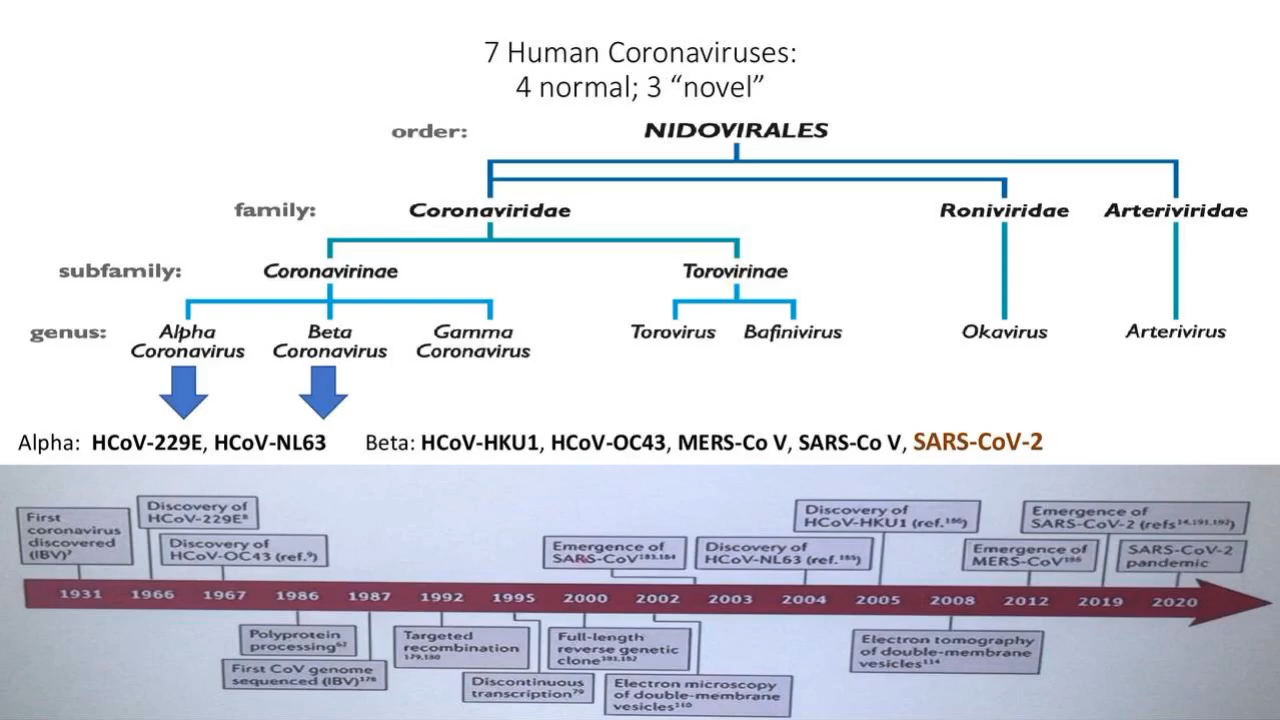 7 Human Coronaviruses:
4 normal; 3 “novel”
order: NIDOVIRALES
family: Coronaviridae Roniviridae Arteriviridae
subfamily: Coronavirinae Torovirinae
genus: Alpha Coronavirus Beta Coronavirus Gamma Coronavirus Torovirus Bafinivirus Okavirus Arterivirus
Alpha: HCoV-229E, HCoV-NL63 Beta: HCoV-HKU1, HCoV-OC43, MERS-Co V, SARS-Co V, SARS-CoV-2
First
coronavirus
discovered
(IBV)⁷
Discovery of
HCoV-229E⁸
Discovery of
HCoV-OC43 (ref.⁹)
Emergence of
SARS-CoV
Discovery of
HCoV-NL63 (ref.¹⁸⁵)
Discovery of
HCoV-HKU1 (ref.¹⁸⁶)
Emergence of
MERS-CoV
Emergence of
SARS-CoV-2 (refs¹⁴,¹⁹¹,¹⁹²)
SARS-CoV-2
pandemic
1931 1966 1967 1986 1987 1992 1995 2000 2002 2003 2004 2005 2008 2012 2019 2020
Polyprotein
processing
First CoV genome
sequenced (IBV)¹⁷⁸
Targeted
recombination
179,180
Discontinuous
transcription⁷⁹
Full-length
reverse genetic
clone
Electron microscopy
of double-membrane
vesicles¹¹⁰
Electron tomography
of double-membrane
vesicles¹¹⁴